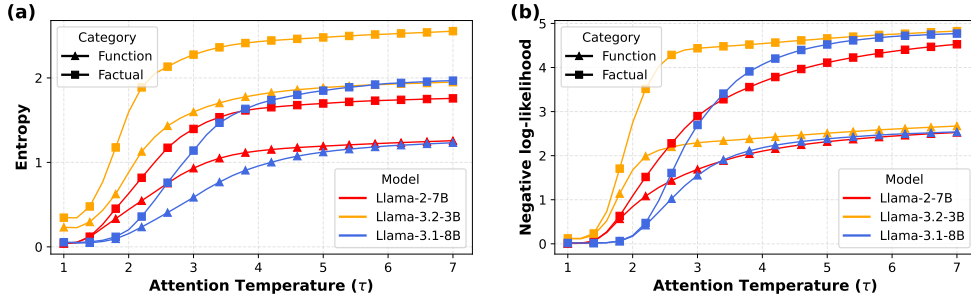 (a)
Category
Function
Factual
Entropy
2
1
0
Model
Llama-2-7B
Llama-3.2-3B
Llama-3.1-8B
1 2 3 4 5 6 7
Attention Temperature (τ)
(b)
Category
Function
Factual
Negative log-likelihood
5
4
3
2
1
0
Model
Llama-2-7B
Llama-3.2-3B
Llama-3.1-8B
1 2 3 4 5 6 7
Attention Temperature (τ)